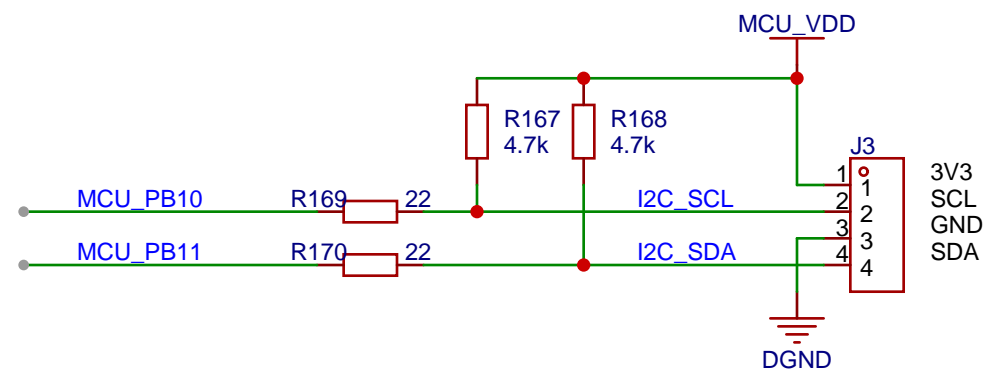 MCU_VDD
R167
4.7k
R168
4.7k
J3
MCU_PB10
R169
22
I2C_SCL
MCU_PB11
R170
22
I2C_SDA
1
2
3
4
1
2
3
4
3V3
SCL
GND
SDA
DGND